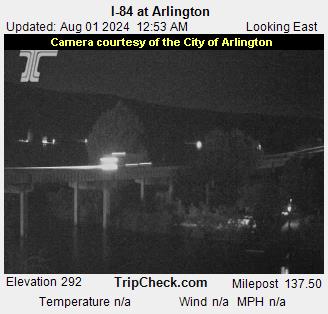 I-84 at Arlington
Updated: Aug 01 2024 12:53 AM Looking East
Camera courtesy of the City of Arlington
Elevation 292 TripCheck.com Milepost 137.50
Temperature n/a Wind n/a MPH n/a